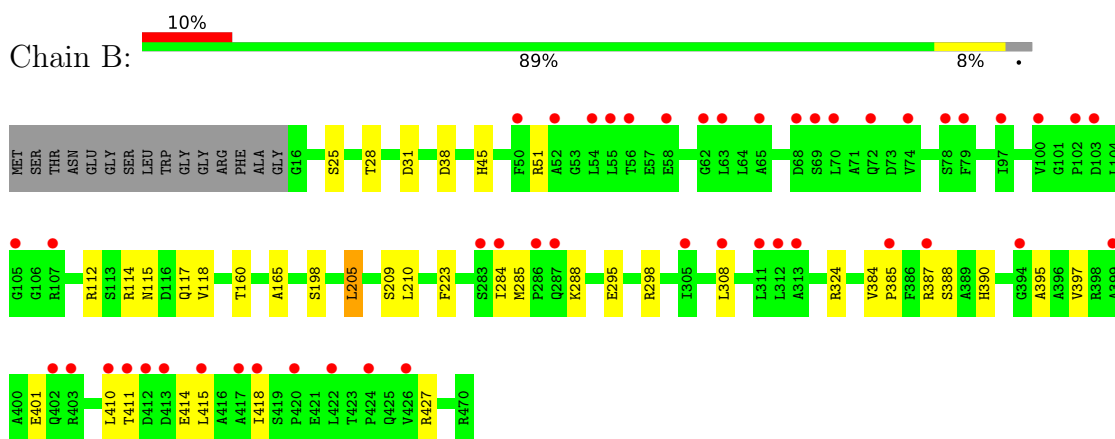 10%
Chain B:
89% 8% •
MET SER THR ASN GLU GLY SER LEU TRP GLY GLY ARG PHE ALA GLY G16 S25 T28 D31 D38 H45 F50 R51 A52 G53 L54 L55 T56 E57 E58 G62 L63 L64 A65 D68 S69 L70 A71 Q72 D73 V74 S78 F79 I97 V100 G101 P102 D103 L104
G105 G106 R107 R112 S113 R114 N115 D116 Q117 V118 T160 A165 S198 L205 S209 L210 F223 S283 I284 M285 P286 Q287 K288 E295 R298 I305 L308 L311 L312 A313 R324 V384 P385 F386 R387 S388 A389 H390 G394 A395 A396 V397 R398 A399
A400 E401 Q402 R403 L410 T411 D412 D413 E414 L415 A416 A417 I418 S419 P420 E421 L422 T423 P424 Q425 V426 R427 R470